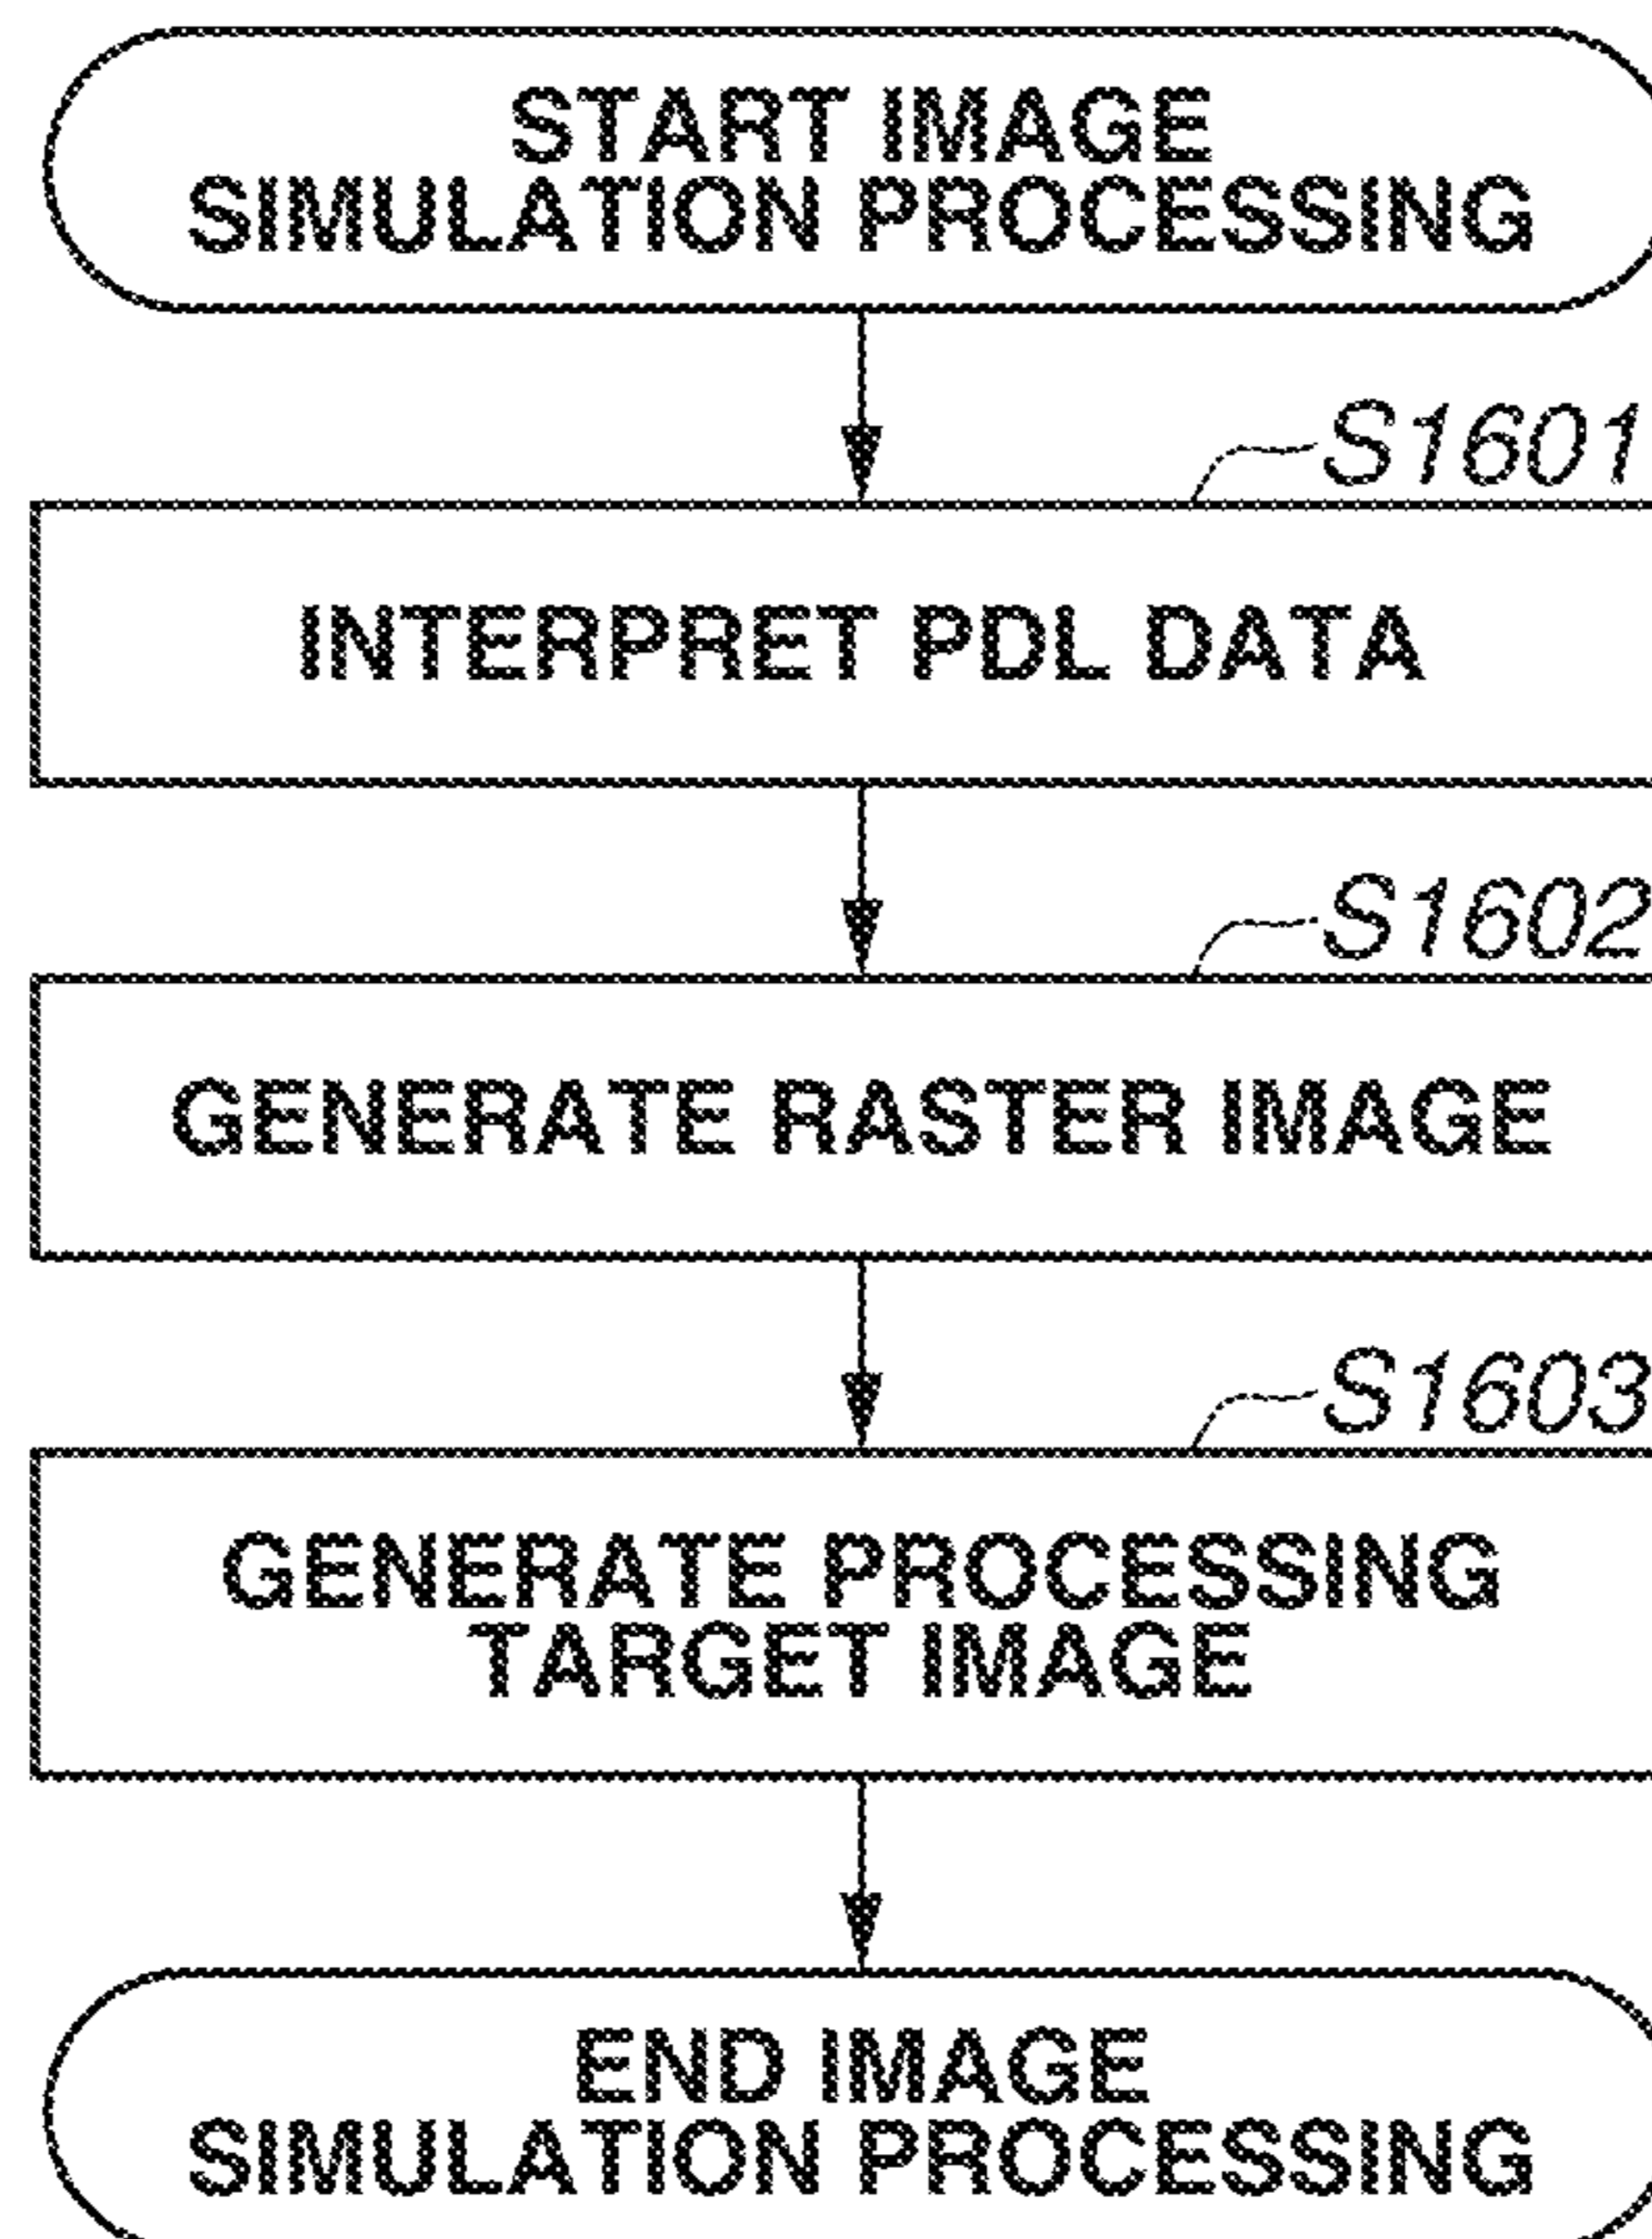 START IMAGE
SIMULATION PROCESSING
S1601
INTERPRET PDL DATA
S1602
GENERATE RASTER IMAGE
S1603
GENERATE PROCESSING
TARGET IMAGE
END IMAGE
SIMULATION PROCESSING